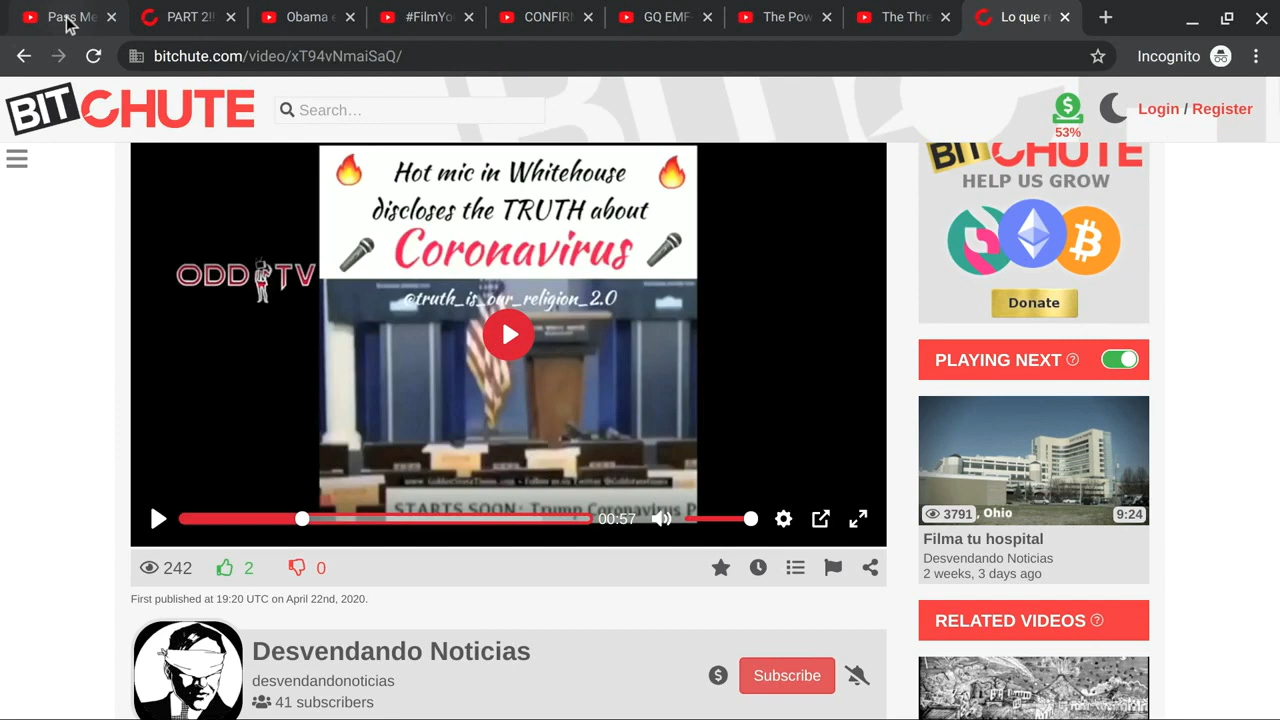 Pass Me
PART 2!!
Obama e
#FilmYo
CONFIR
GQ EMF
The Pow
The Thre
Lo que r
bitchute.com/video/xT94vNmaiSaQ/
Incognito
BITCHUTE
Search...
53%
Login / Register
Hot mic in Whitehouse
discloses the TRUTH about
Coronavirus
ODD TV
@truth_is_our_religion_2.0
STARTS SOON: Trump Coronavirus P
00:57
242
2
0
First published at 19:20 UTC on April 22nd, 2020.
Desvendando Noticias
desvendandonoticias
41 subscribers
Subscribe
BITCHUTE
HELP US GROW
Donate
PLAYING NEXT
3791
, Ohio
9:24
Filma tu hospital
Desvendando Noticias
2 weeks, 3 days ago
RELATED VIDEOS